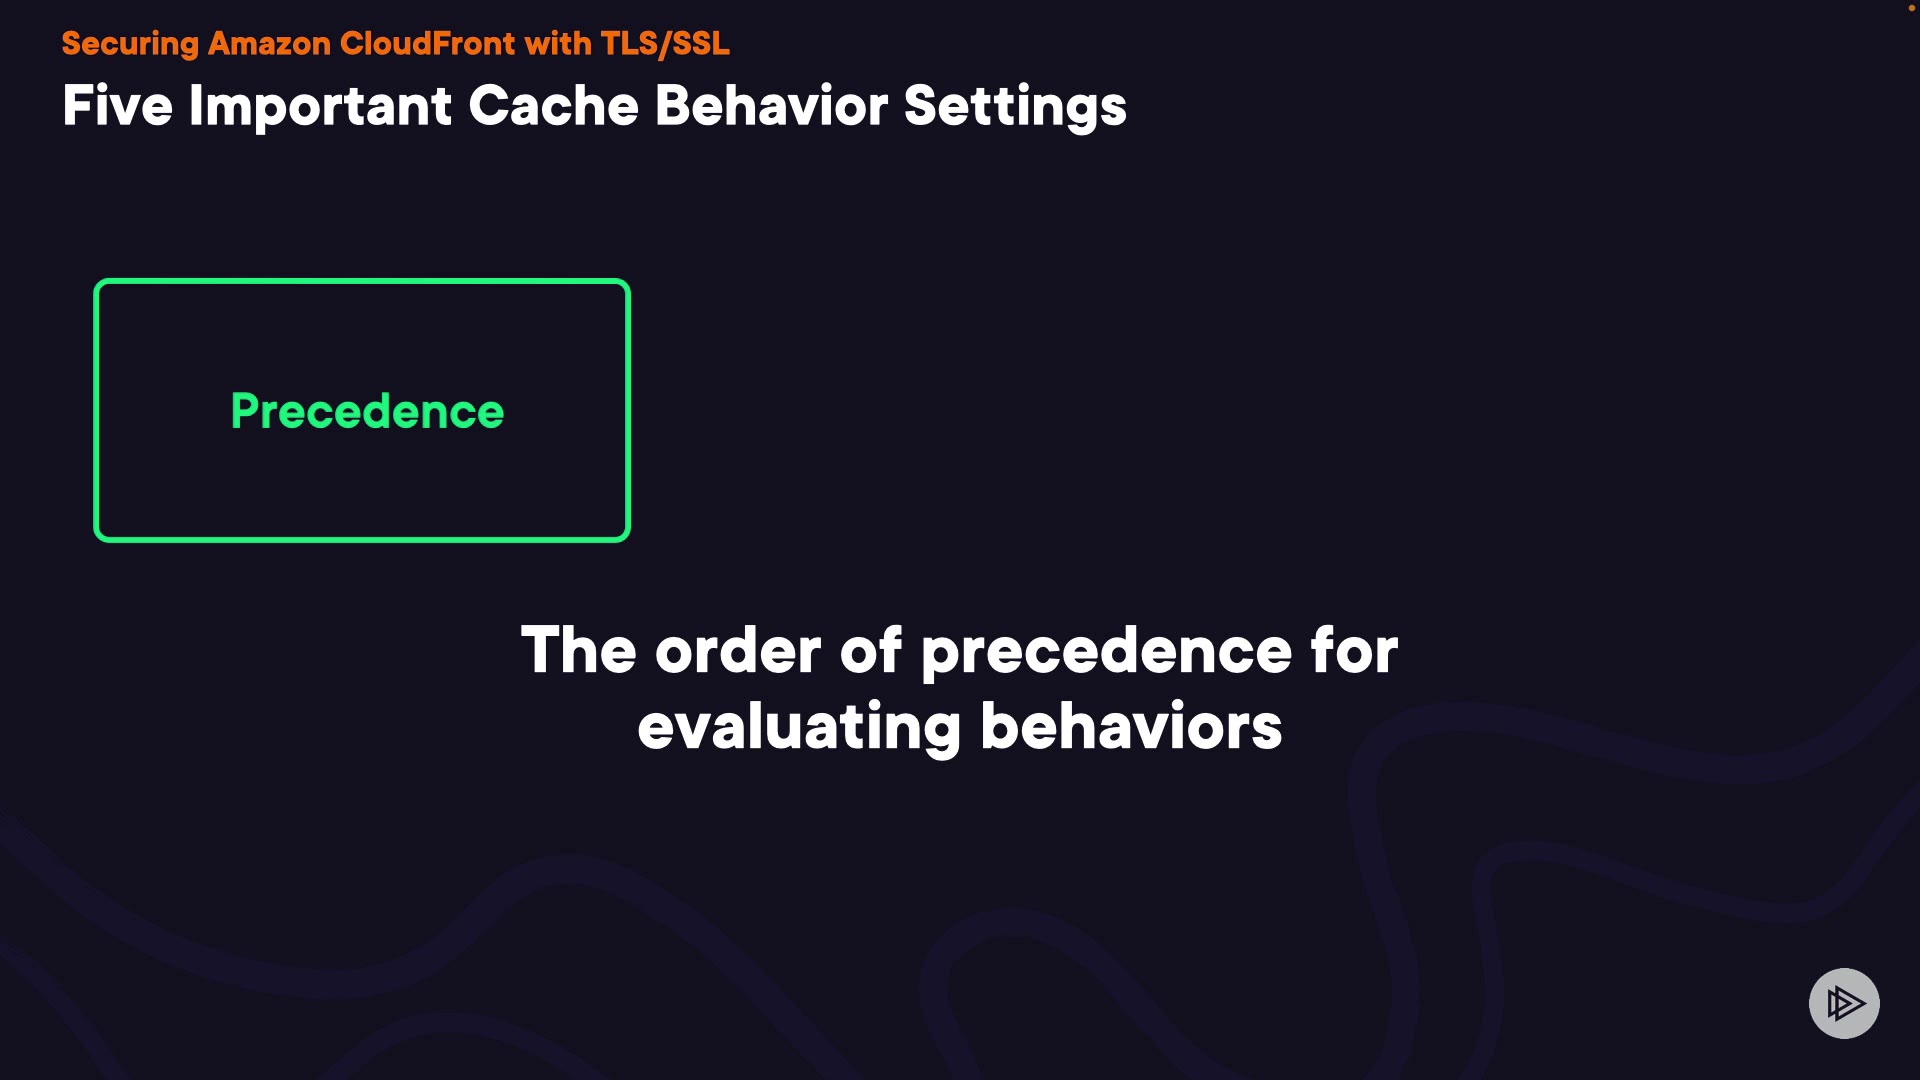 Securing Amazon CloudFront with TLS/SSL
Five Important Cache Behavior Settings
Precedence
The order of precedence for
evaluating behaviors